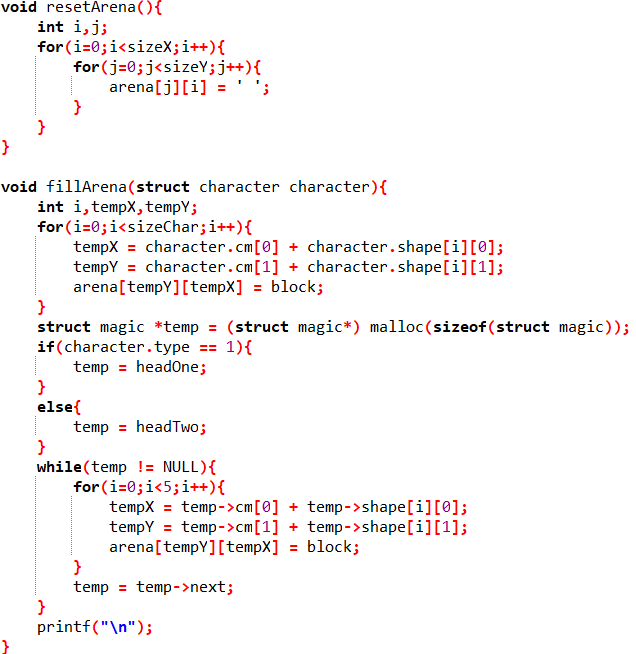 void resetArena(){
    int i,j;
    for(i=0;i<sizeX;i++){
        for(j=0;j<sizeY;j++){
            arena[j][i] = ' ';
        }
    }
}

void fillArena(struct character character){
    int i,tempX,tempY;
    for(i=0;i<sizeChar;i++){
        tempX = character.cm[0] + character.shape[i][0];
        tempY = character.cm[1] + character.shape[i][1];
        arena[tempY][tempX] = block;
    }
    struct magic *temp = (struct magic*) malloc(sizeof(struct magic));
    if(character.type == 1){
        temp = headOne;
    }
    else{
        temp = headTwo;
    }
    while(temp != NULL){
        for(i=0;i<5;i++){
            tempX = temp->cm[0] + temp->shape[i][0];
            tempY = temp->cm[1] + temp->shape[i][1];
            arena[tempY][tempX] = block;
        }
        temp = temp->next;
    }
    printf("\n");
}